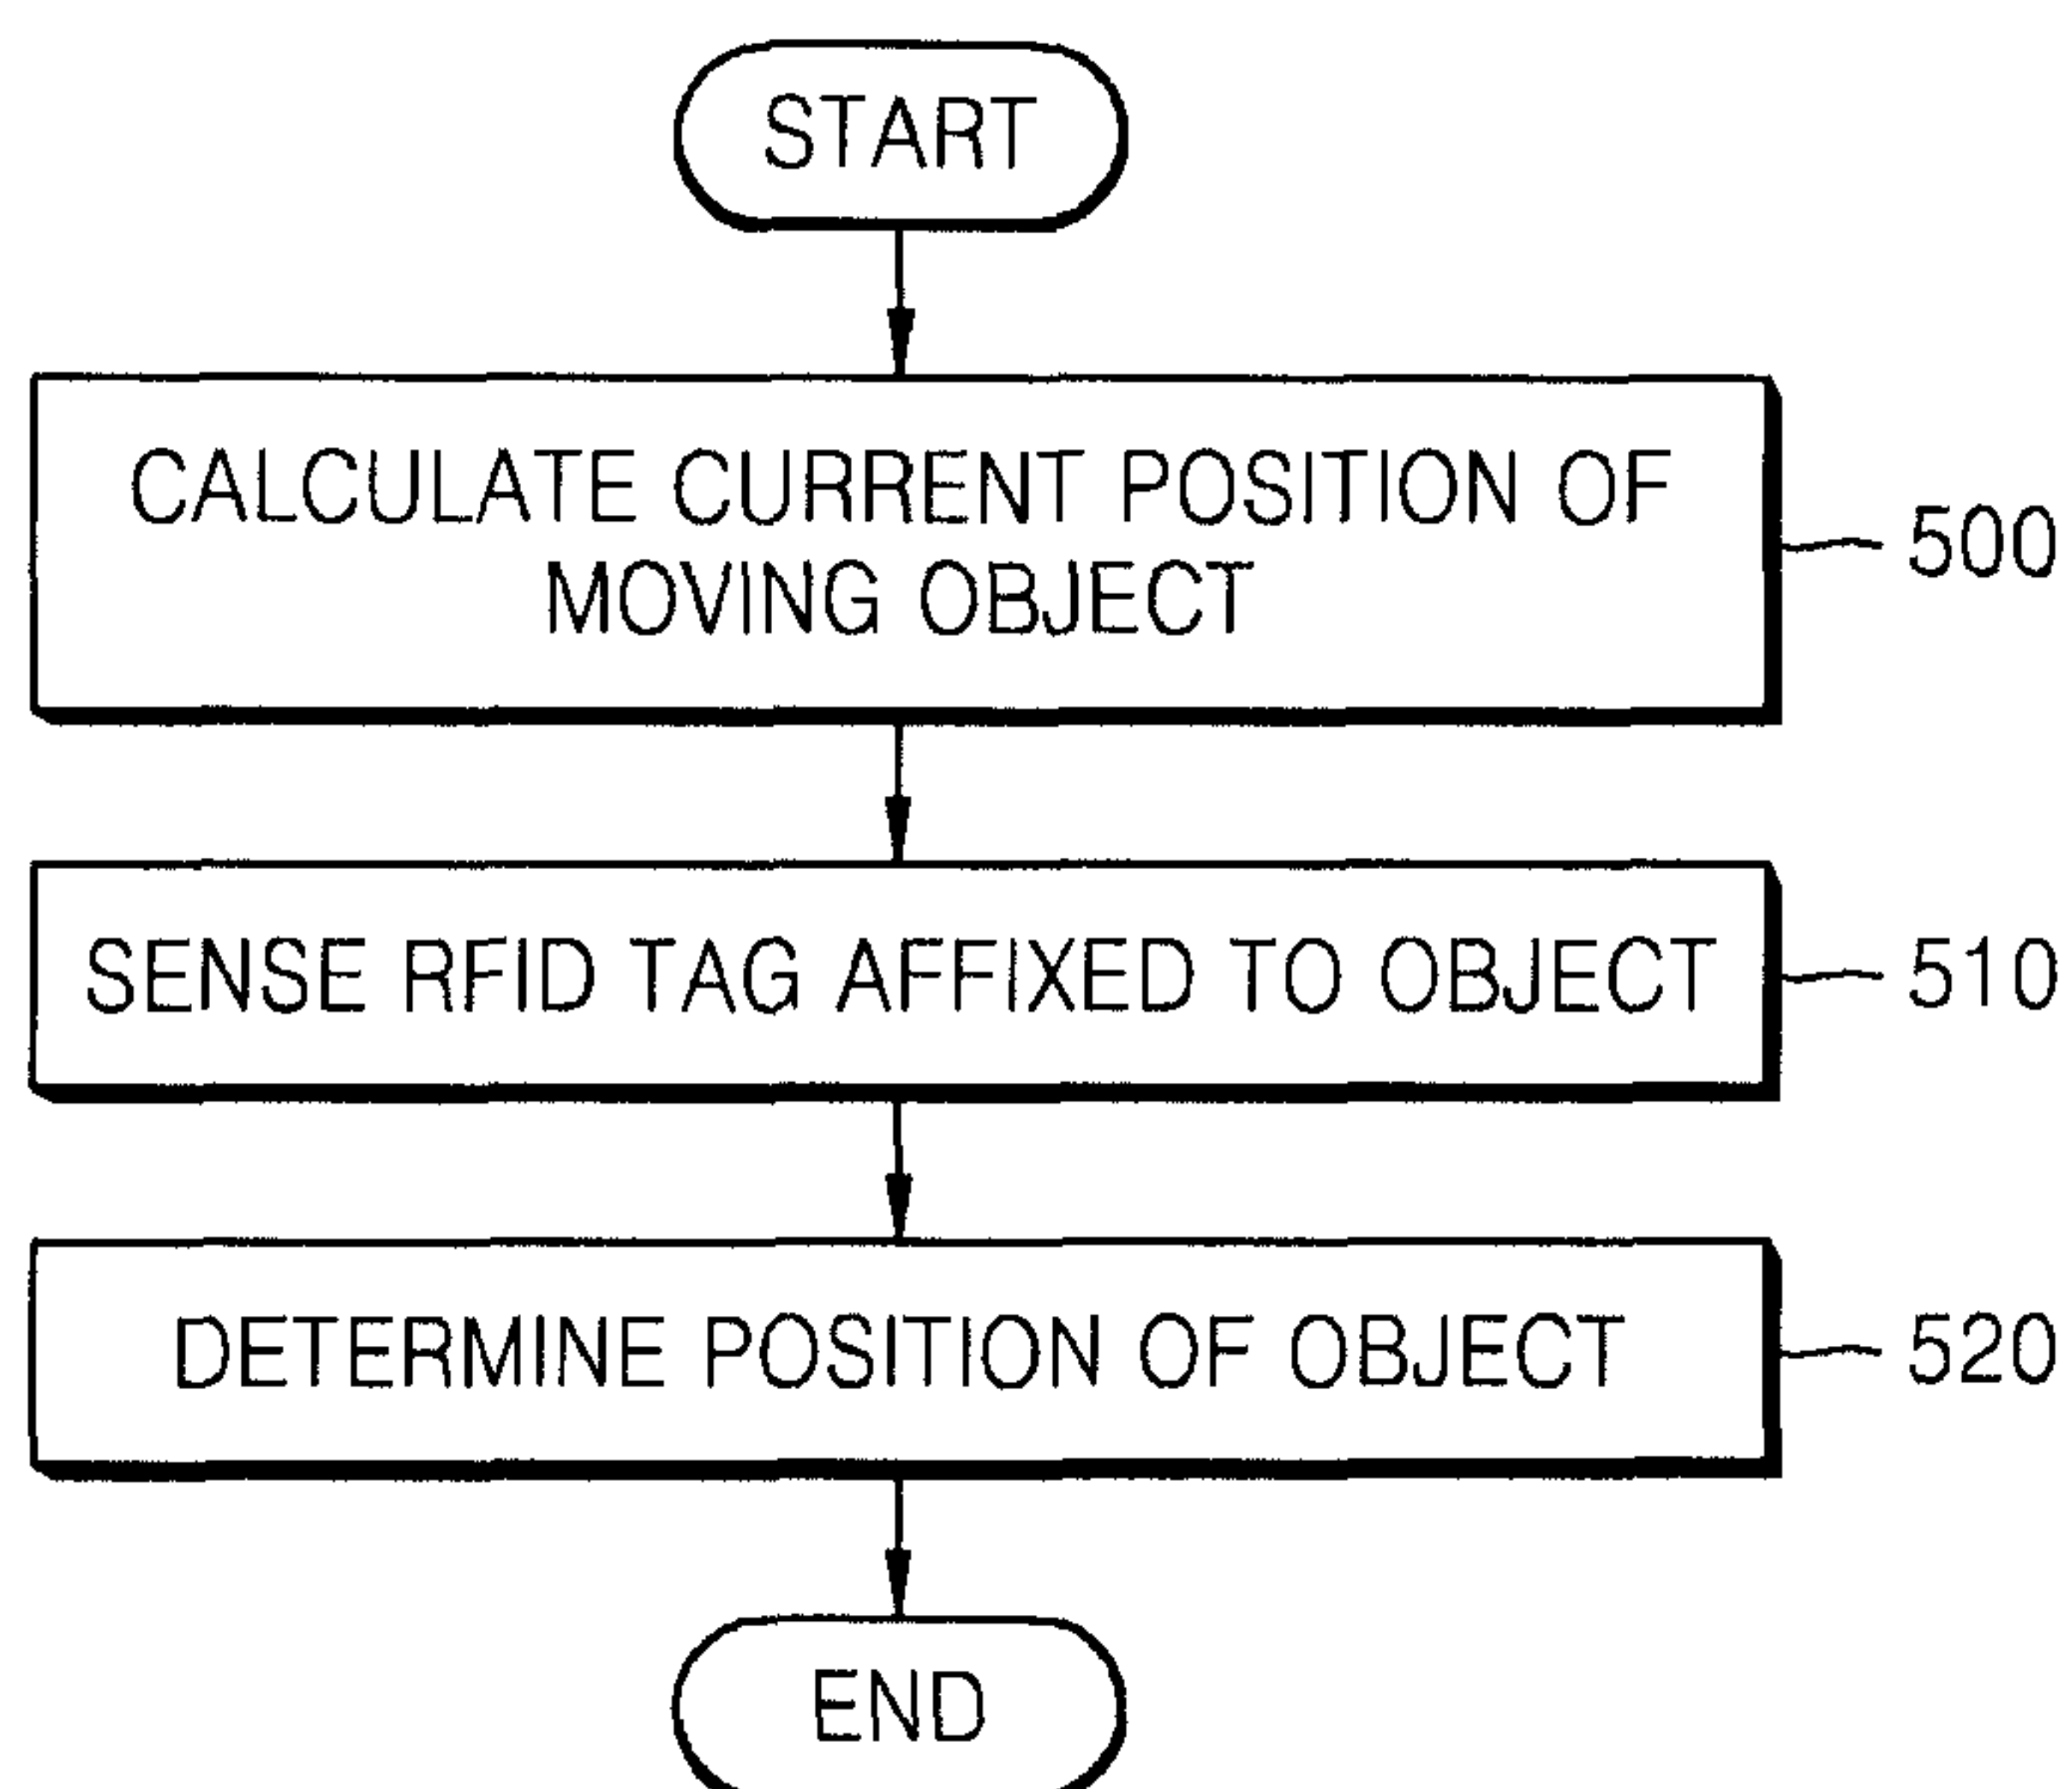 START
CALCULATE CURRENT POSITION OF
MOVING OBJECT
500
SENSE RFID TAG AFFIXED TO OBJECT
510
DETERMINE POSITION OF OBJECT
520
END